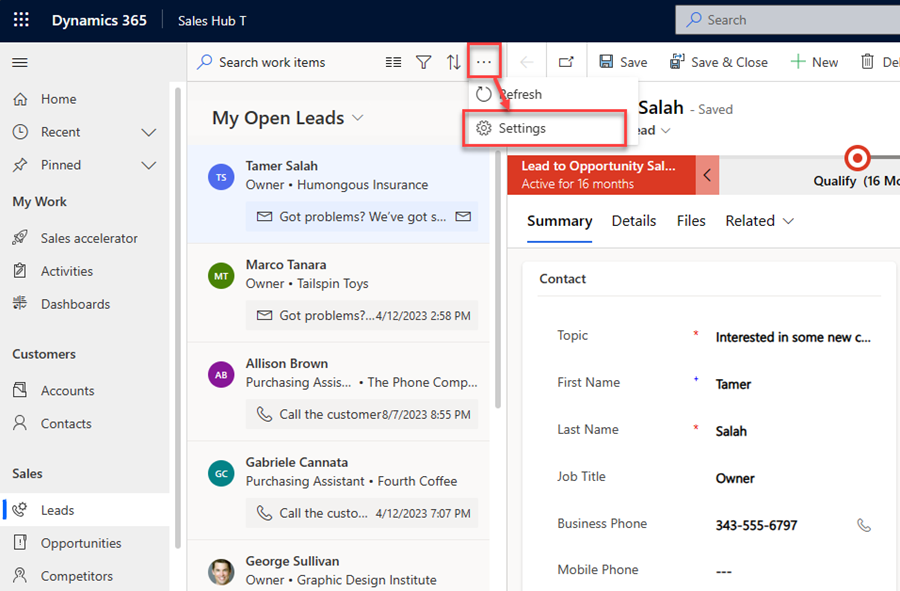 Dynamics 365
Sales Hub T
Search
Home
Recent
Pinned
My Work
Sales accelerator
Activities
Dashboards
Customers
Accounts
Contacts
Sales
Leads
Opportunities
Competitors
Search work items
Refresh
Settings
My Open Leads
TS
Tamer Salah
Owner • Humongous Insurance
Got problems? We've got s...
MT
Marco Tanara
Owner • Tailspin Toys
Got problems?...4/12/2023 2:58 PM
AB
Allison Brown
Purchasing Assis... • The Phone Comp...
Call the customer8/7/2023 8:55 PM
GC
Gabriele Cannata
Purchasing Assistant • Fourth Coffee
Call the custo... 4/12/2023 7:07 PM
George Sullivan
Owner • Graphic Design Institute
Save
Save & Close
New
Del
Salah - Saved
ead
Lead to Opportunity Sal...
Active for 16 months
Qualify (16 Mo
Summary
Details
Files
Related
Contact
Topic * Interested in some new c...
First Name + Tamer
Last Name * Salah
Job Title Owner
Business Phone 343-555-6797
Mobile Phone ---